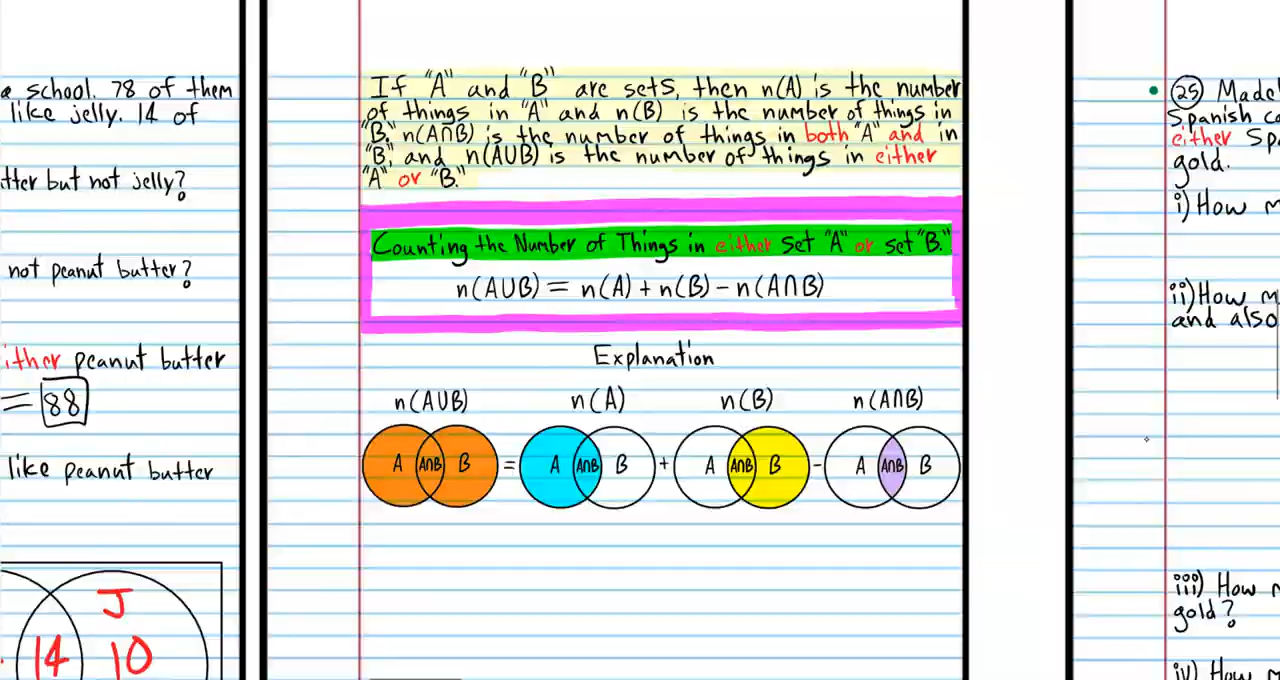 a school. 78 of them
like jelly. 14 of
but not jelly?
not peanut butter?
peanut butter
= 88
like peanut butter
J
14 10
If "A" and "B" are sets, then n(A) is the number
of things in "A" and n(B) is the number of things in
"B," n(A∩B) is the number of things in both "A" and in
"B," and n(A∪B) is the number of things in either
"A" or "B."
Counting the Number of Things in either set "A" or set "B."
n(A∪B) = n(A) + n(B) - n(A∩B)
Explanation
n(A∪B) n(A) n(B) n(A∩B)
A A∩B B = A A∩B B + A A∩B B - A A∩B B
25 Made
Spanish
either
gold.
i) How
ii) How
and also
iii) How
gold?
iv) How